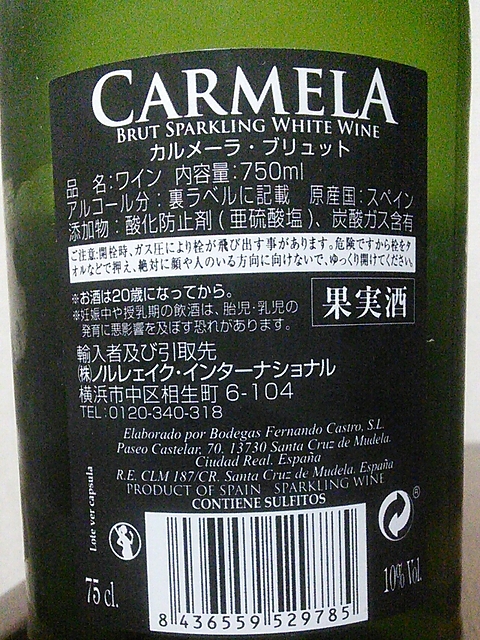 CARMELA
BRUT SPARKLING WHITE WINE
カルメーラ・ブリュット
品 名:ワイン 内容量:750ml
アルコール分:裏ラベルに記載 原産国:スペイン
添加物:酸化防止剤(亜硫酸塩)、炭酸ガス含有
ご注意:開栓時、ガス圧により栓が飛び出す事があります。危険ですから栓をタ
オルなどで押え、絶対に顔や人のいる方向に向けないで、ゆっくり開けてください。
※お酒は20歳になってから。
※妊娠中や授乳期の飲酒は、胎児・乳児の
発育に悪影響を及ぼす恐れがあります。
果実酒
輸入者及び引取先
㈱ノルレェイク・インターナショナル
横浜市中区相生町 6-104
TEL:0120-340-318
Elaborado por Bodegas Fernando Castro, S.L.
Paseo Castelar, 70. 13730 Santa Cruz de Mudela.
Ciudad Real. España
R.E. CLM 187/CR. Santa Cruz de Mudela. España
PRODUCT OF SPAIN SPARKLING WINE
CONTIENE SULFITOS
Lote ver capsula
75 cl.
10% Vol.
8 436559 529785